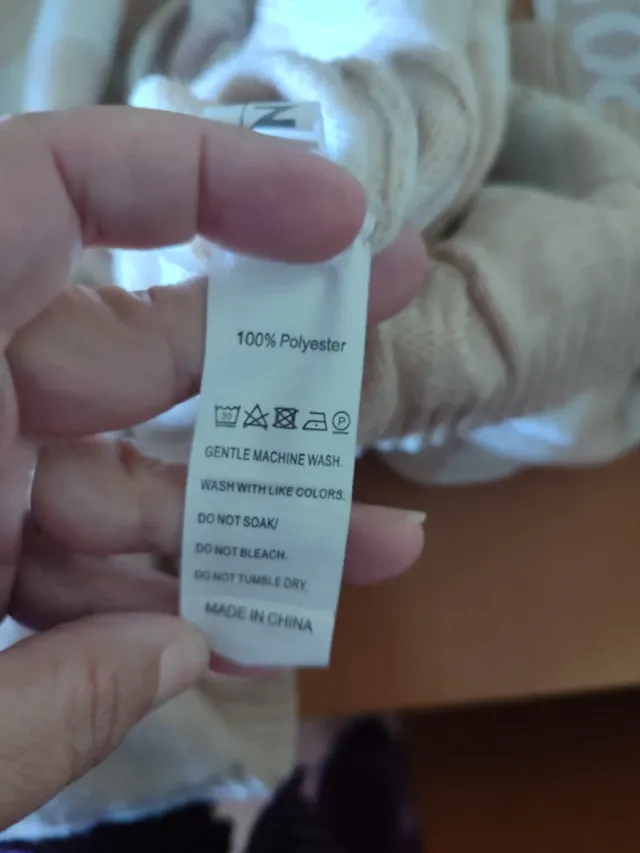 N
100% Polyester
30 P
GENTLE MACHINE WASH.
WASH WITH LIKE COLORS.
DO NOT SOAK/
DO NOT BLEACH.
DO NOT TUMBLE DRY
MADE IN CHINA